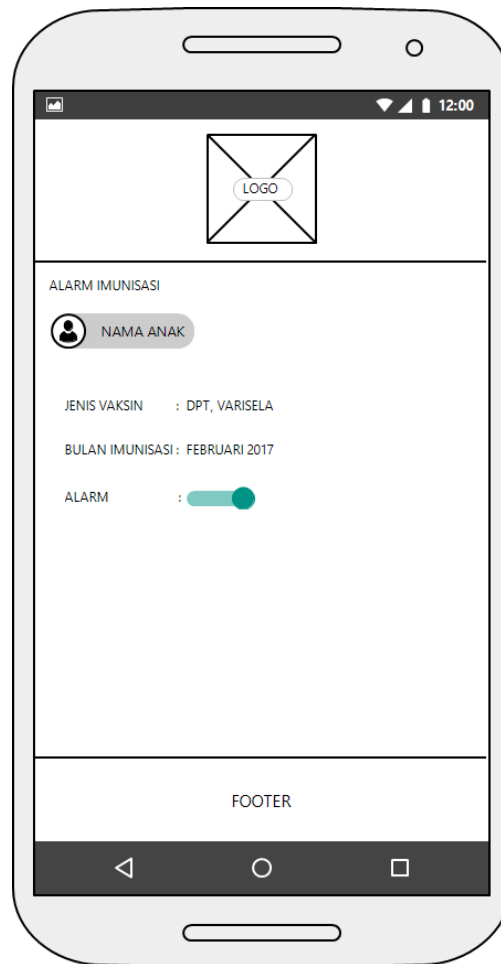 12:00
LOGO
ALARM IMUNISASI
NAMA ANAK
JENIS VAKSIN : DPT, VARISELA
BULAN IMUNISASI : FEBRUARI 2017
ALARM :
FOOTER